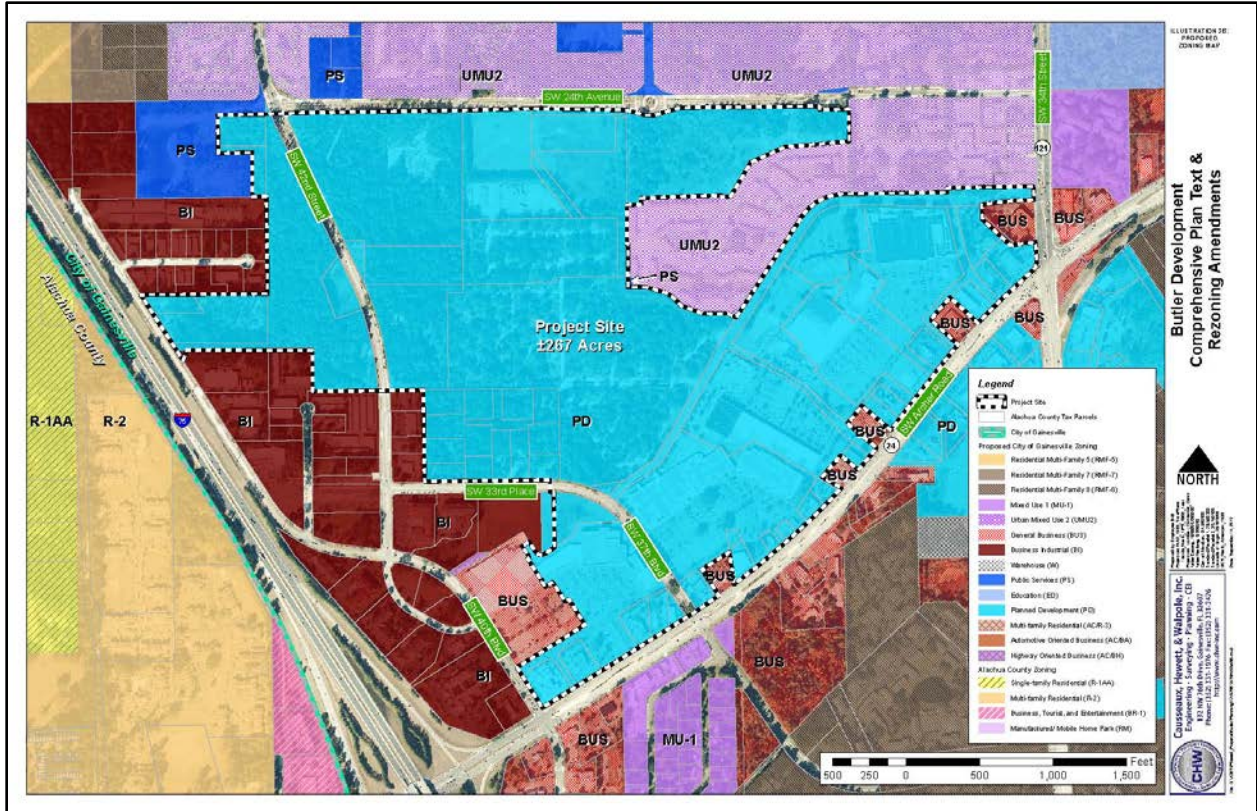 ILLUSTRATION 3B:
PROPOSED
ZONING MAP
Butler Development
Comprehensive Plan Text &
Rezoning Amendments
NORTH
Causseaux, Hewett, & Walpole, Inc.
Engineering - Surveying - Planning - CEI
CHW
PS
UMU2
UMU2
SW 24th Avenue
SW 34th Street
121
PS
SW 42nd Street
BI
UMU2
PS
BUS
BUS
City of Gainesville
Alachua County
Project Site
±267 Acres
BUS
BUS
R-1AA
R-2
BI
PD
BUS
PD
SW Archer Road
24
BUS
SW 33rd Place
BI
SW 37th Blvd
BUS
BUS
SW 40th Blvd
BUS
BI
BUS
MU-1
Legend
Project Site
Alachua County Tax Parcels
City of Gainesville
Proposed City of Gainesville Zoning
Residential Multi-Family 5 (RMF-5)
Residential Multi-Family 7 (RMF-7)
Residential Multi-Family 8 (RMF-8)
Mixed Use 1 (MU-1)
Urban Mixed Use 2 (UMU2)
General Business (BUS)
Business Industrial (BI)
Warehouse (W)
Public Services (PS)
Education (ED)
Planned Development (PD)
Multi-family Residential (AC/R-3)
Automotive Oriented Business (AC/BA)
Highway Oriented Business (AC/BH)
Alachua County Zoning
Single-family Residential (R-1AA)
Multi-family Residential (R-2)
Business, Tourist, and Entertainment (BR-1)
Manufactured/ Mobile Home Park (RM)
Feet
500 250 0 500 1,000 1,500